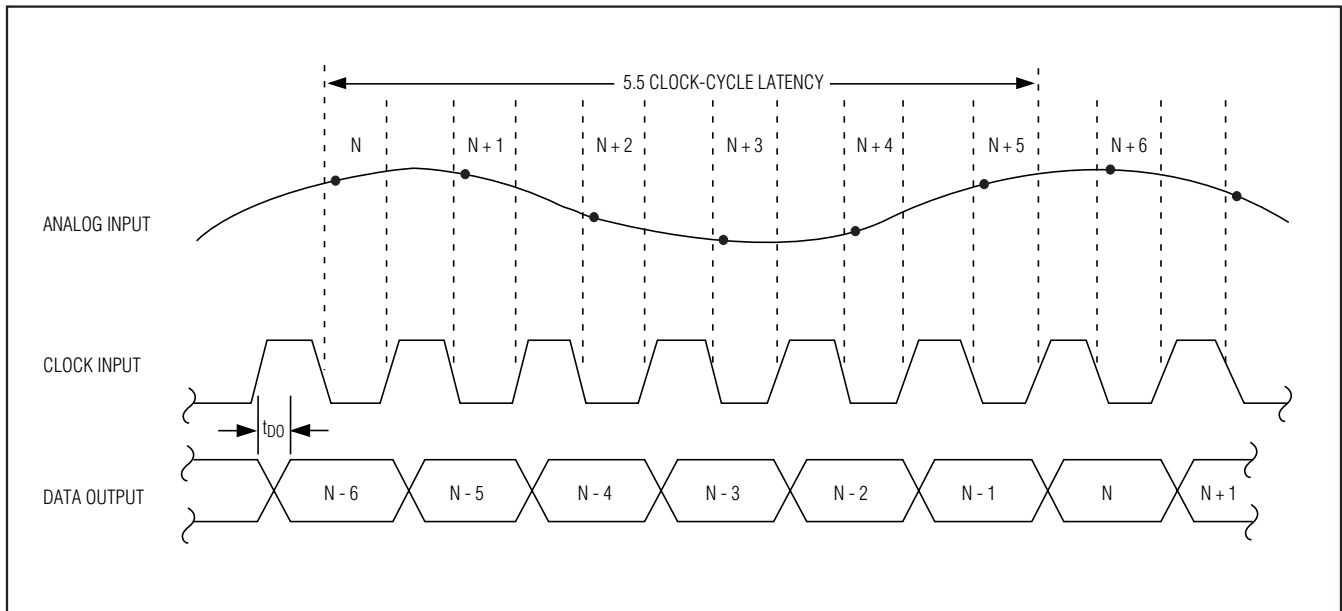 5.5 CLOCK-CYCLE LATENCY
N N + 1 N + 2 N + 3 N + 4 N + 5 N + 6
ANALOG INPUT
CLOCK INPUT
tDO
DATA OUTPUT N - 6 N - 5 N - 4 N - 3 N - 2 N - 1 N N + 1